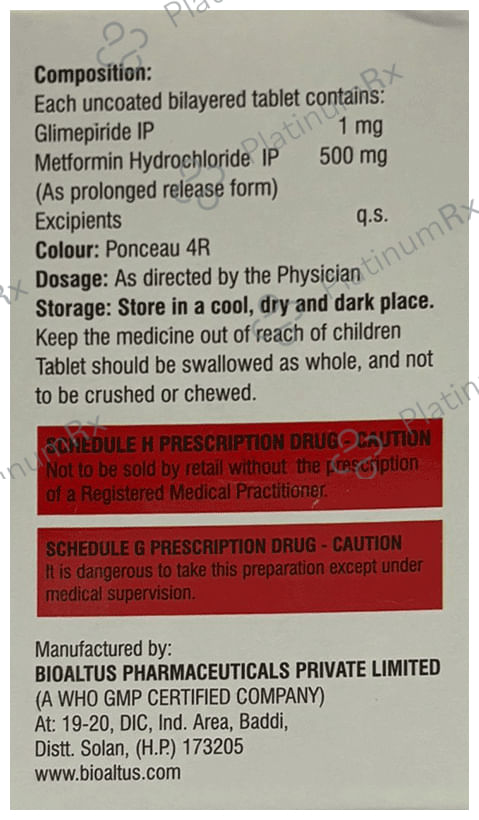 Composition:
Each uncoated bilayered tablet contains:
Glimepiride IP 1 mg
Metformin Hydrochloride IP 500 mg
(As prolonged release form)
Excipients q.s.
Colour: Ponceau 4R
Dosage: As directed by the Physician
Storage: Store in a cool, dry and dark place.
Keep the medicine out of reach of children
Tablet should be swallowed as whole, and not
to be crushed or chewed.
SCHEDULE H PRESCRIPTION DRUG - CAUTION
Not to be sold by retail without the prescription
of a Registered Medical Practitioner.
SCHEDULE G PRESCRIPTION DRUG - CAUTION
It is dangerous to take this preparation except under
medical supervision.
Manufactured by:
BIOALTUS PHARMACEUTICALS PRIVATE LIMITED
(A WHO GMP CERTIFIED COMPANY)
At: 19-20, DIC, Ind. Area, Baddi,
Distt. Solan, (H.P.) 173205
www.bioaltus.com
PlatinumRx
PlatinumRx